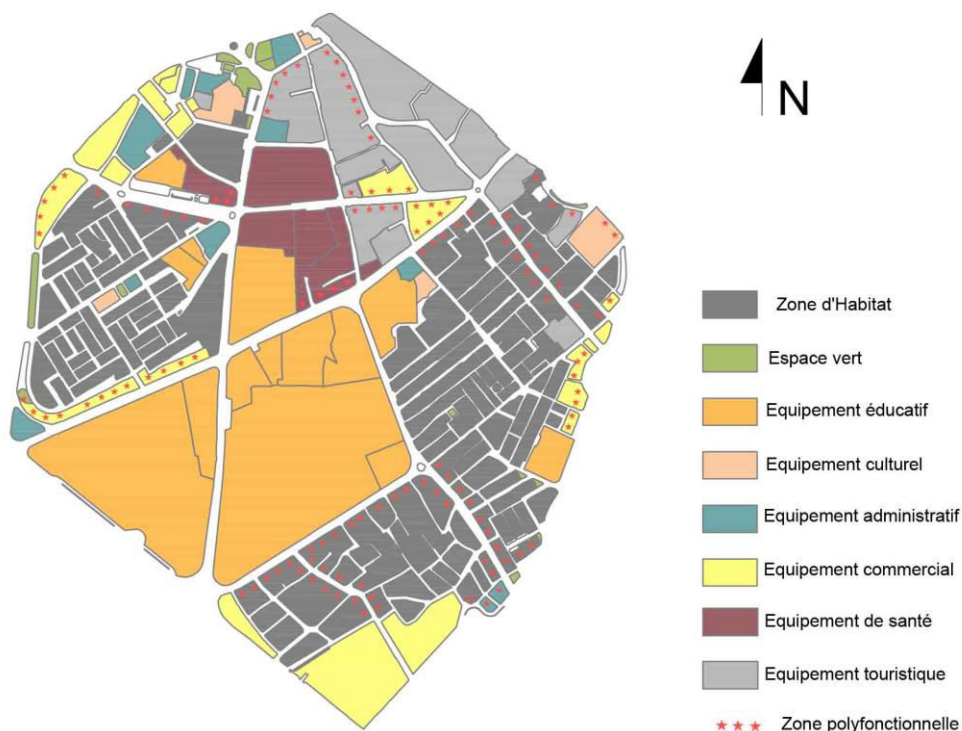 N
Zone d'Habitat
Espace vert
Equipement éducatif
Equipement culturel
Equipement administratif
Equipement commercial
Equipement de santé
Equipement touristique
Zone polyfonctionnelle